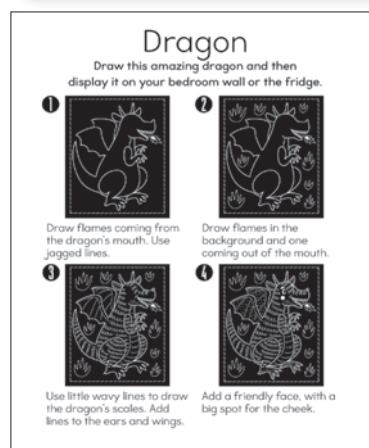 Dragon
Draw this amazing dragon and then
display it on your bedroom wall or the fridge.
1
2
Draw flames coming from
the dragon's mouth. Use
jagged lines.
Draw flames in the
background and one
coming out of the mouth.
3
4
Use little wavy lines to draw
the dragon's scales. Add
lines to the ears and wings.
Add a friendly face, with a
big spot for the cheek.